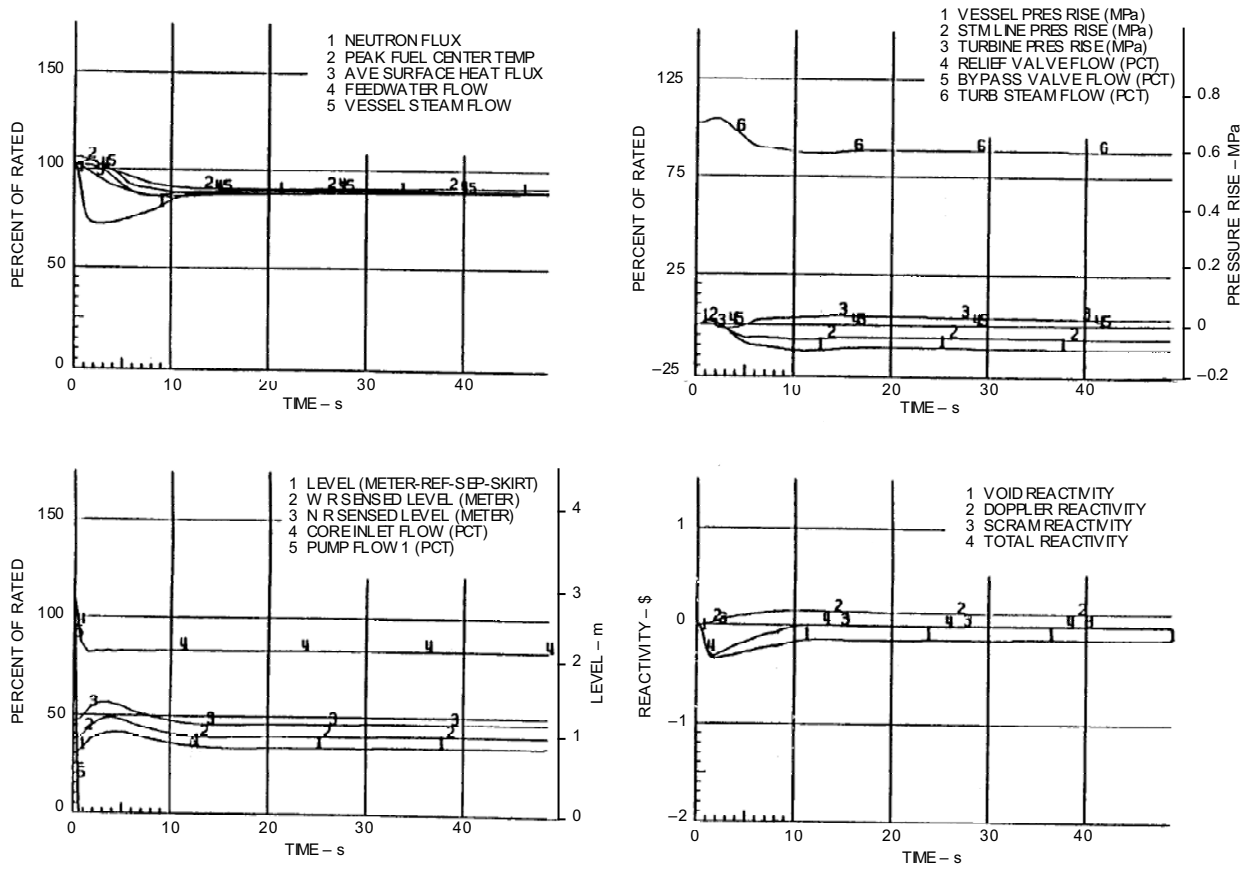 1 NEUTRON FLUX
2 PEAK FUEL CENTER TEMP
3 AVE SURFACE HEAT FLUX
4 FEEDWATER FLOW
5 VESSEL STEAM FLOW
PERCENT OF RATED
150
100
50
0
0 10 20 30 40
TIME – s
1 VESSEL PRES RISE (MPa)
2 STM LINE PRES RISE (MPa)
3 TURBINE PRES RISE (MPa)
4 RELIEF VALVE FLOW (PCT)
5 BYPASS VALVE FLOW (PCT)
6 TURB STEAM FLOW (PCT)
PERCENT OF RATED
125
75
25
–25
PRESSURE RISE – MPa
0.8
0.6
0.4
0.2
0
–0.2
0 10 20 30 40
TIME – s
1 LEVEL (METER-REF-SEP-SKIRT)
2 W R SENSED LEVEL (METER)
3 N R SENSED LEVEL (METER)
4 CORE INLET FLOW (PCT)
5 PUMP FLOW 1 (PCT)
PERCENT OF RATED
150
100
50
0
LEVEL – m
4
3
2
1
0
0 10 20 30 40
TIME – s
1 VOID REACTIVITY
2 DOPPLER REACTIVITY
3 SCRAM REACTIVITY
4 TOTAL REACTIVITY
REACTIVITY – $
1
0
–1
–2
0 10 20 30 40
TIME – s